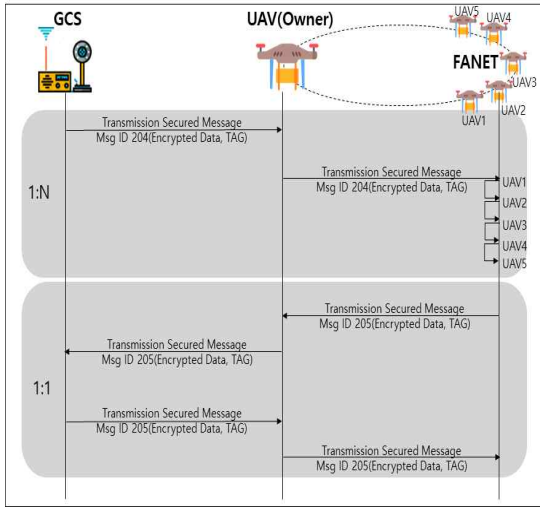 GCS
UAV(Owner)
UAV5
UAV4
FANET
UAV3
UAV1
UAV2
1:N
Transmission Secured Message
Msg ID 204(Encrypted Data, TAG)
Transmission Secured Message
Msg ID 204(Encrypted Data, TAG)
UAV1
UAV2
UAV3
UAV4
UAV5
1:1
Transmission Secured Message
Msg ID 205(Encrypted Data, TAG)
Transmission Secured Message
Msg ID 205(Encrypted Data, TAG)
Transmission Secured Message
Msg ID 205(Encrypted Data, TAG)
Transmission Secured Message
Msg ID 205(Encrypted Data, TAG)